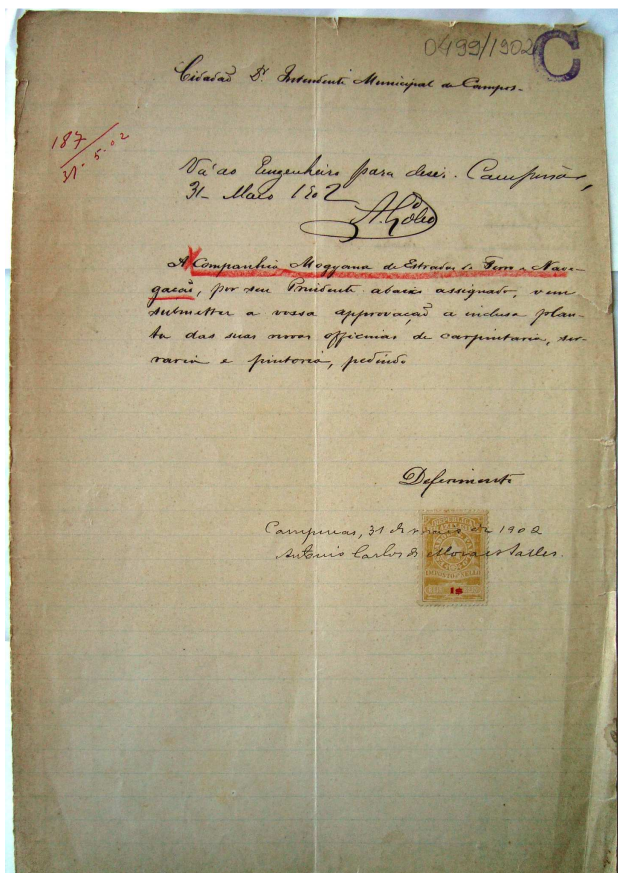 0499/1902
C
Cidadão Dr. Intendente Municipal de Campos.
187
31-5-02
Vá ao Engenheiro para dizer. Campinas,
31- Maio 1902
A Companhia Mogyana de Estradas de Ferro e Nave-
gação, por seu Presidente abaixo assignado, vem
submetter a vossa approvação a inclusa plan-
ta das suas novas officinas de carpintaria, ser-
raria e pintoria, pedindo
Deferimento
Campinas, 31 de maio de 1902
Antonio Carlos de Moraes Salles.
1$